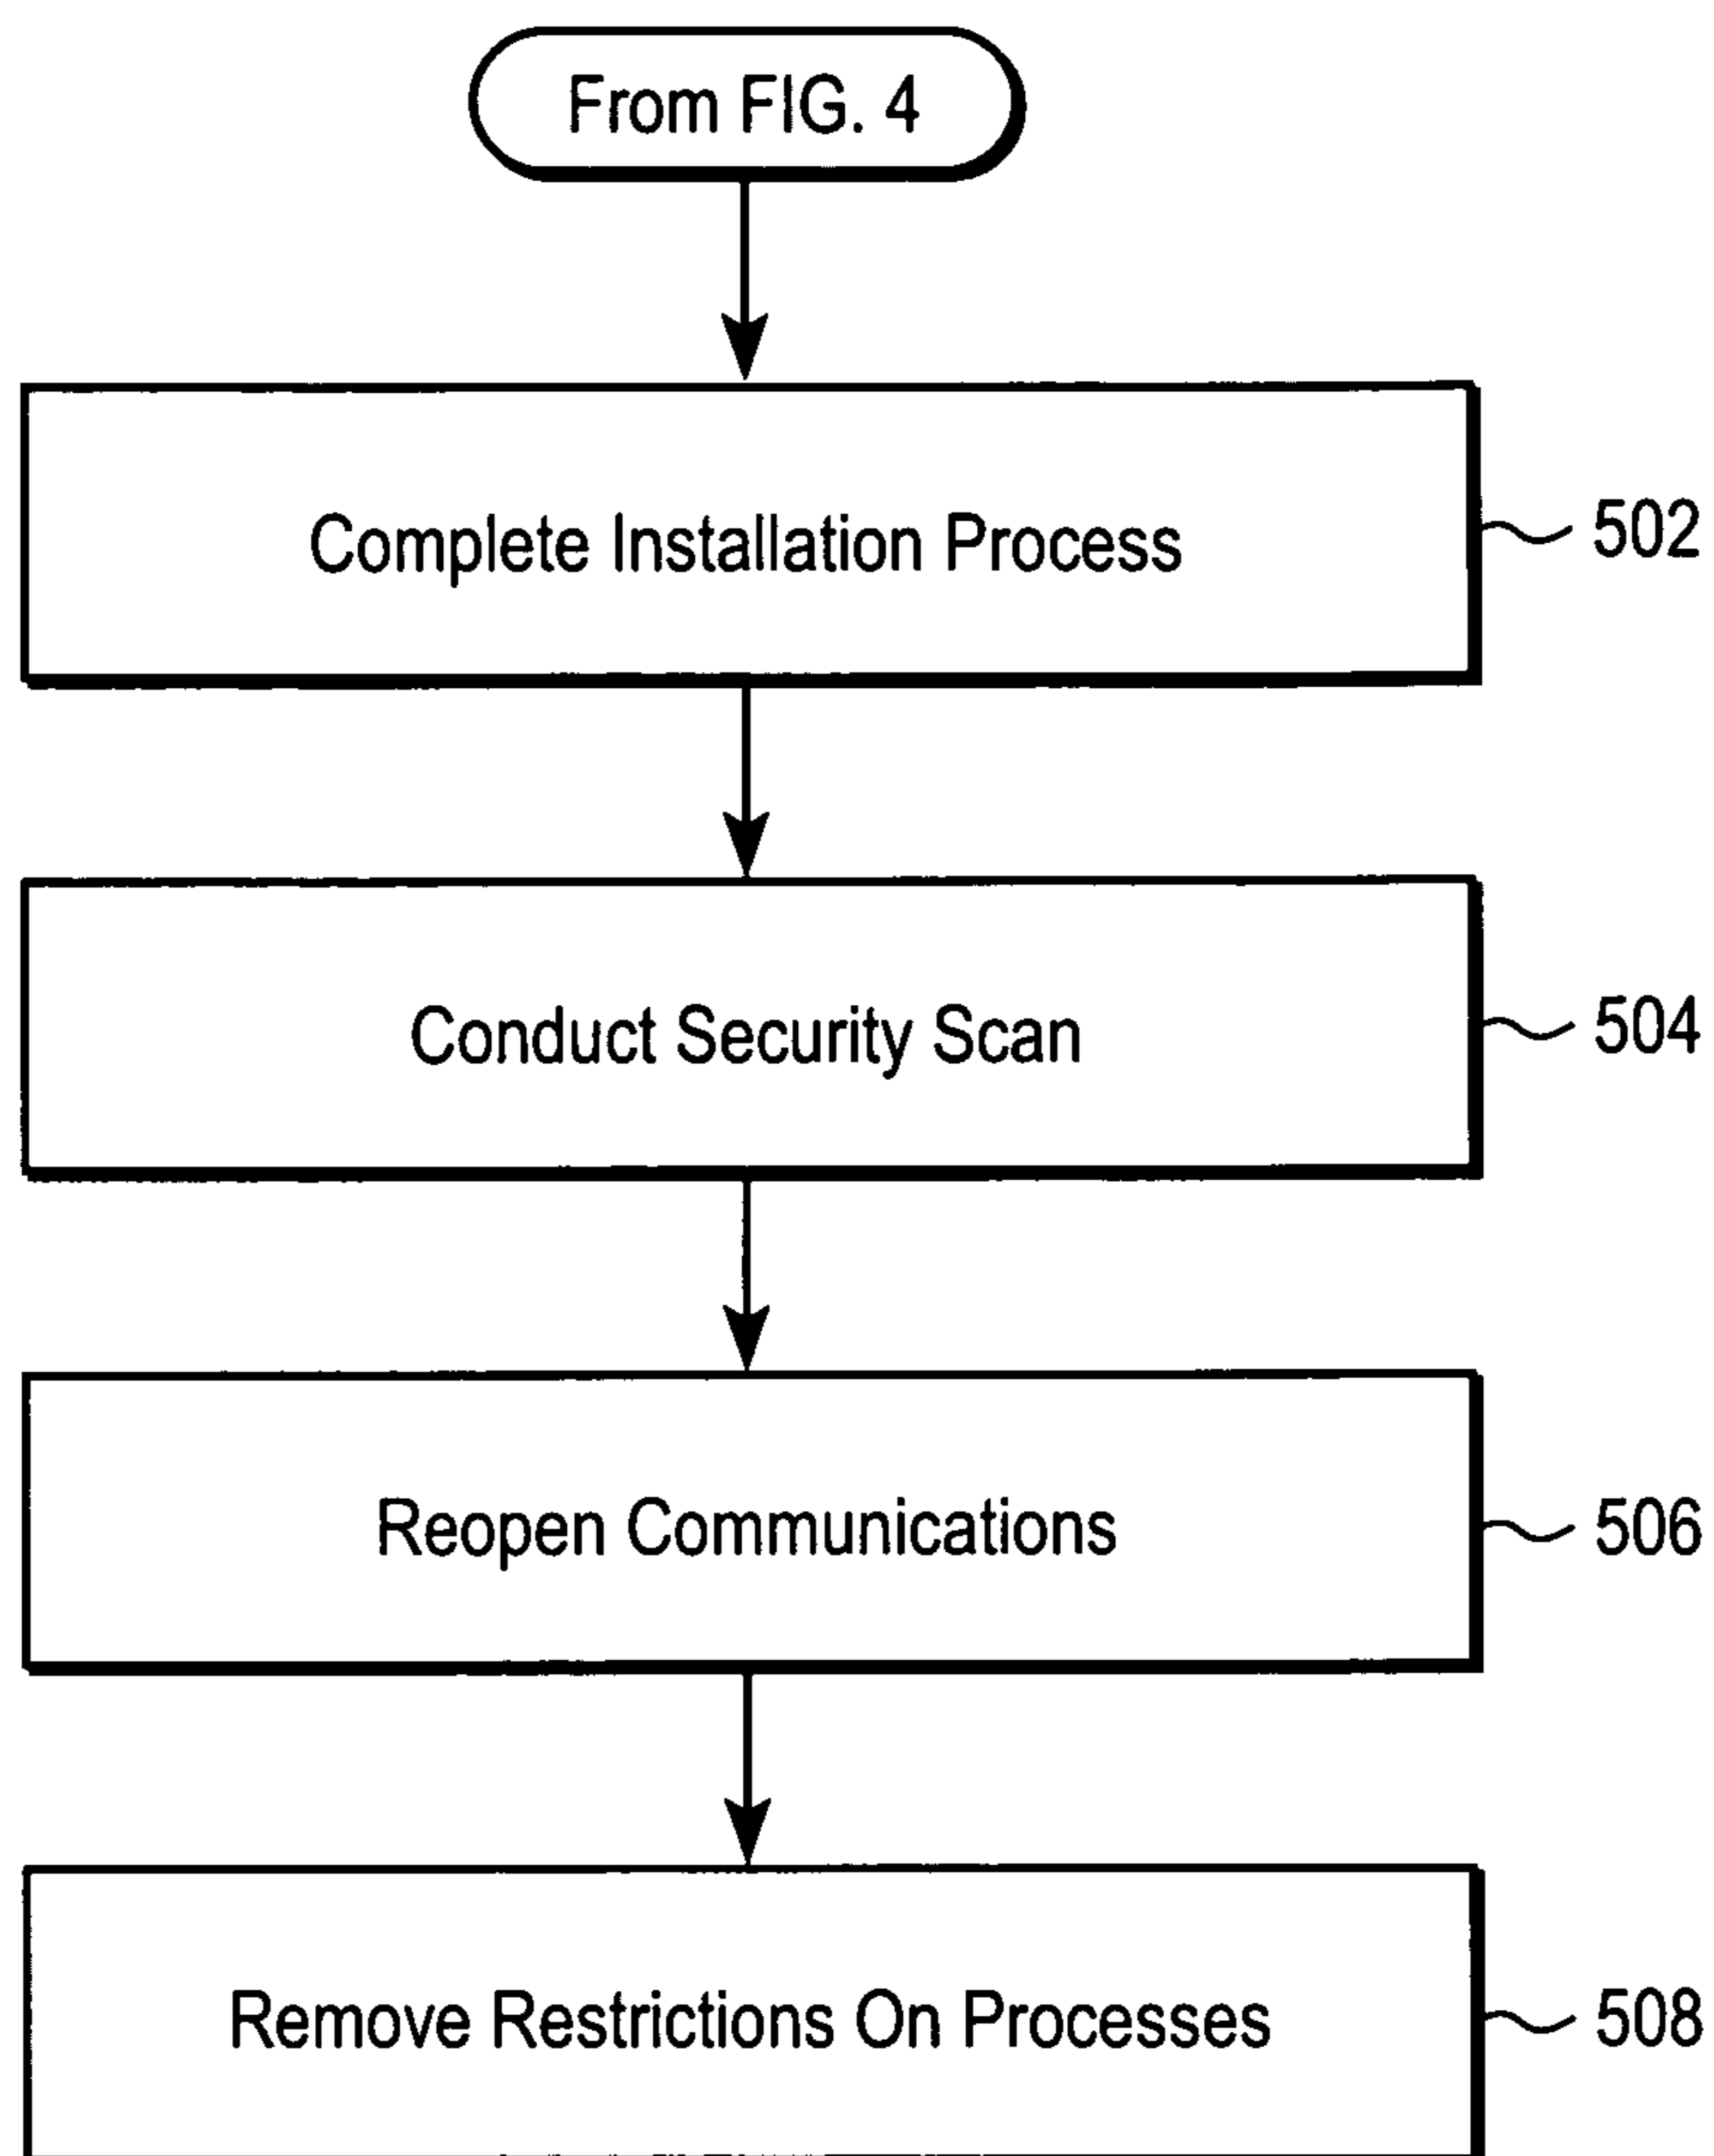 From FIG. 4
Complete Installation Process
502
Conduct Security Scan
504
Reopen Communications
506
Remove Restrictions On Processes
508